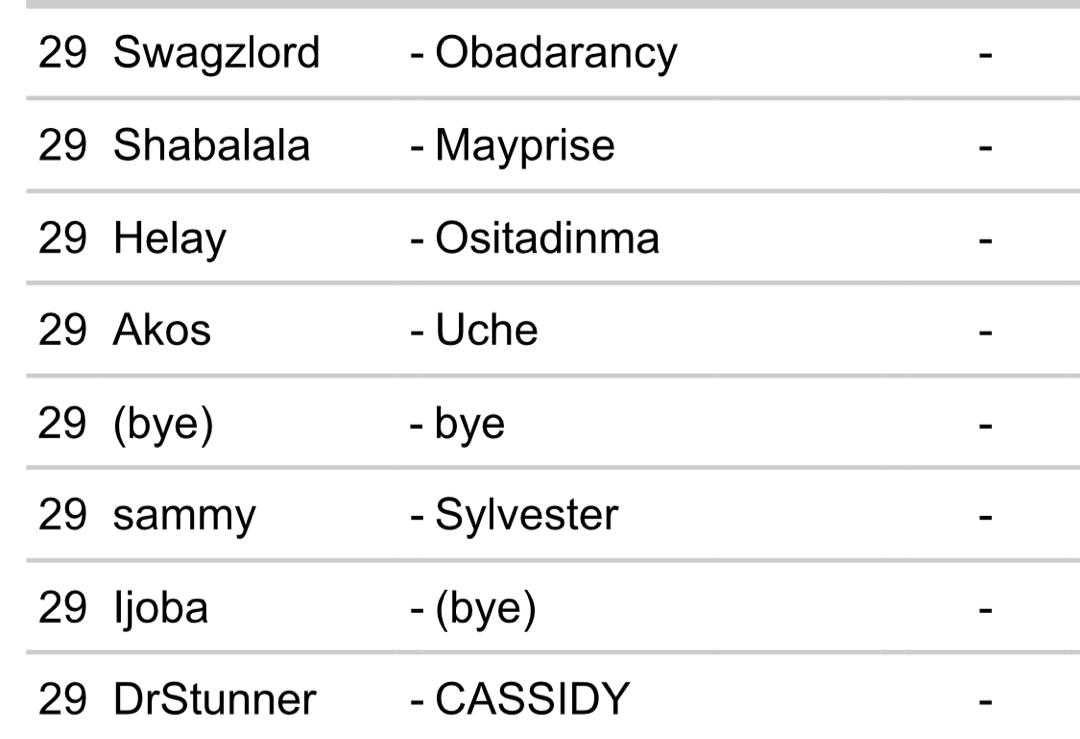 29 Swagzlord - Obadarancy -
29 Shabalala - Mayprise -
29 Helay - Ositadinma -
29 Akos - Uche -
29 (bye) - bye -
29 sammy - Sylvester -
29 Ijoba - (bye) -
29 DrStunner - CASSIDY -